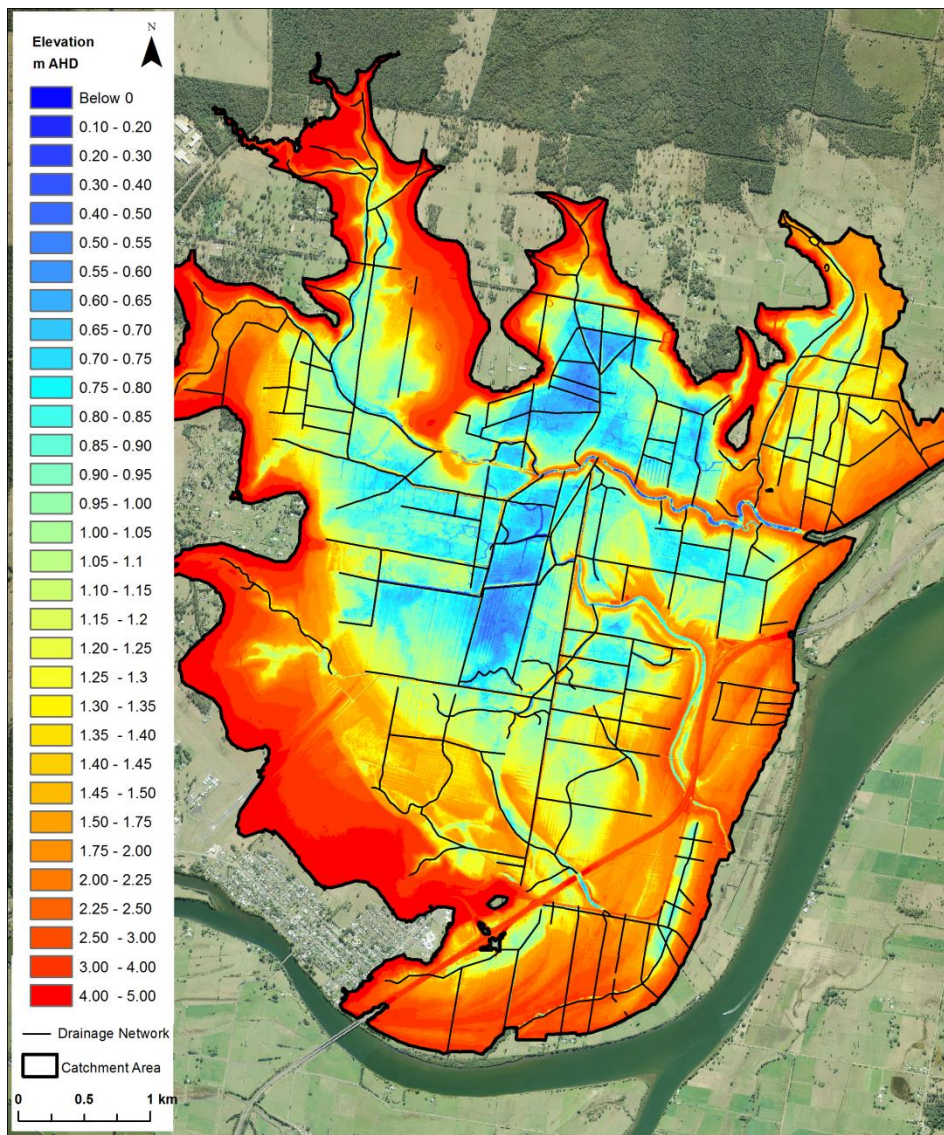 N
Elevation
m AHD
Below 0
0.10 - 0.20
0.20 - 0.30
0.30 - 0.40
0.40 - 0.50
0.50 - 0.55
0.55 - 0.60
0.60 - 0.65
0.65 - 0.70
0.70 - 0.75
0.75 - 0.80
0.80 - 0.85
0.85 - 0.90
0.90 - 0.95
0.95 - 1.00
1.00 - 1.05
1.05 - 1.1
1.10 - 1.15
1.15 - 1.2
1.20 - 1.25
1.25 - 1.3
1.30 - 1.35
1.35 - 1.40
1.40 - 1.45
1.45 - 1.50
1.50 - 1.75
1.75 - 2.00
2.00 - 2.25
2.25 - 2.50
2.50 - 3.00
3.00 - 4.00
4.00 - 5.00
Drainage Network
Catchment Area
0 0.5 1 km